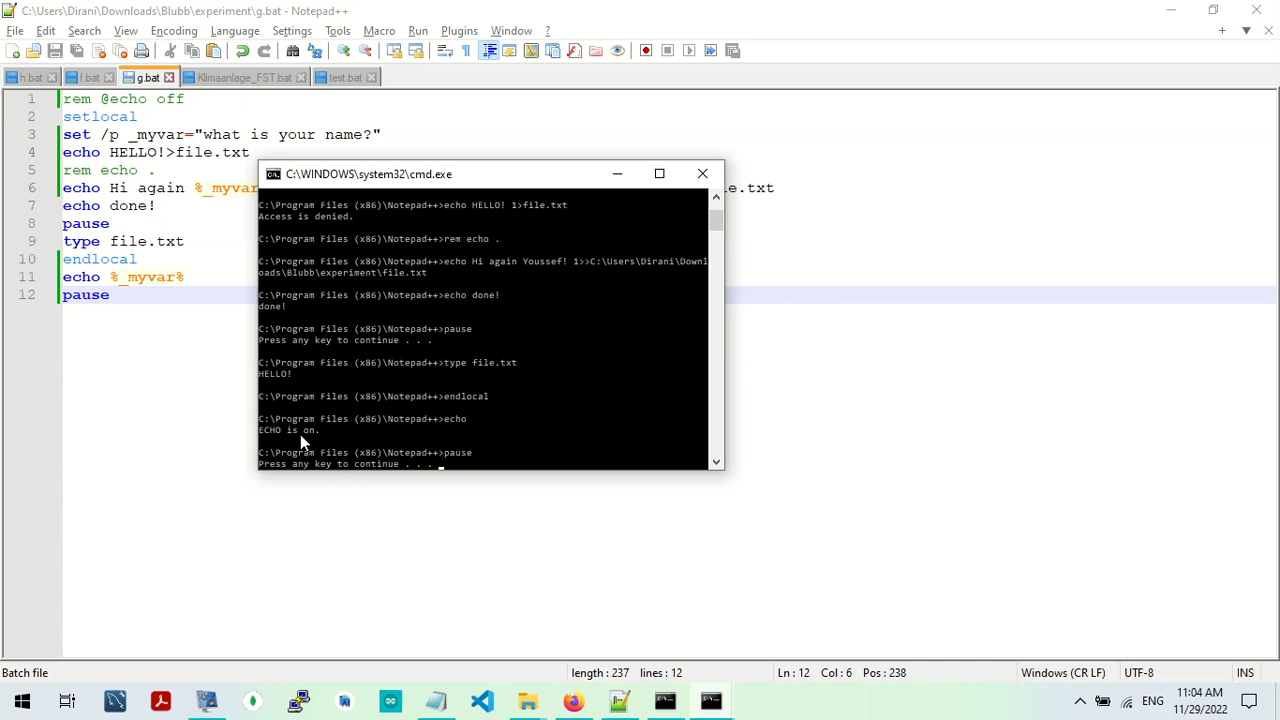 C:\Users\Dirani\Downloads\Blubb\experiment\g.bat - Notepad++
File Edit Search View Encoding Language Settings Tools Macro Run Plugins Window ?
h.bat f.bat g.bat Klimaanlage_FST.bat test.bat
1 rem @echo off
2 setlocal
3 set /p _myvar="what is your name?"
4 echo HELLO!>file.txt
5 rem echo .
6 echo Hi again %_myvar le.txt
7 echo done!
8 pause
9 type file.txt
10 endlocal
11 echo %_myvar%
12 pause
C:\WINDOWS\system32\cmd.exe
C:\Program Files (x86)\Notepad++>echo HELLO! 1>file.txt
Access is denied.
C:\Program Files (x86)\Notepad++>rem echo .
C:\Program Files (x86)\Notepad++>echo Hi again Youssef! 1>>C:\Users\Dirani\Downl
oads\Blubb\experiment\file.txt
C:\Program Files (x86)\Notepad++>echo done!
done!
C:\Program Files (x86)\Notepad++>pause
Press any key to continue . . .
C:\Program Files (x86)\Notepad++>type file.txt
HELLO!
C:\Program Files (x86)\Notepad++>endlocal
C:\Program Files (x86)\Notepad++>echo
ECHO is on.
C:\Program Files (x86)\Notepad++>pause
Press any key to continue . . .
Batch file length : 237 lines : 12 Ln : 12 Col : 6 Pos : 238 Windows (CR LF) UTF-8 INS
ENG
11:04 AM
11/29/2022